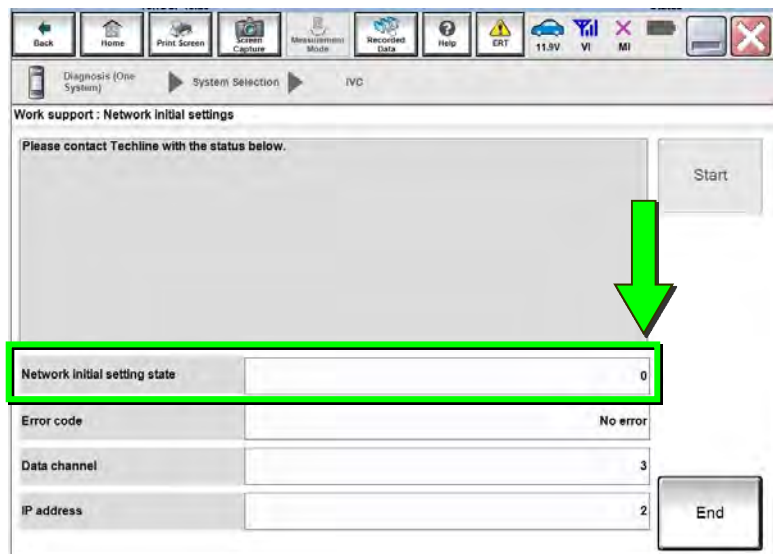 Back
Home
Print Screen
Screen Capture
Measurement Mode
Recorded Data
Help
ERT
11.9V
VI
MI
Diagnosis (One System)
System Selection
IVC
Work support : Network initial settings
Please contact Techline with the status below.
Start
Network initial setting state
0
Error code
No error
Data channel
3
IP address
2
End